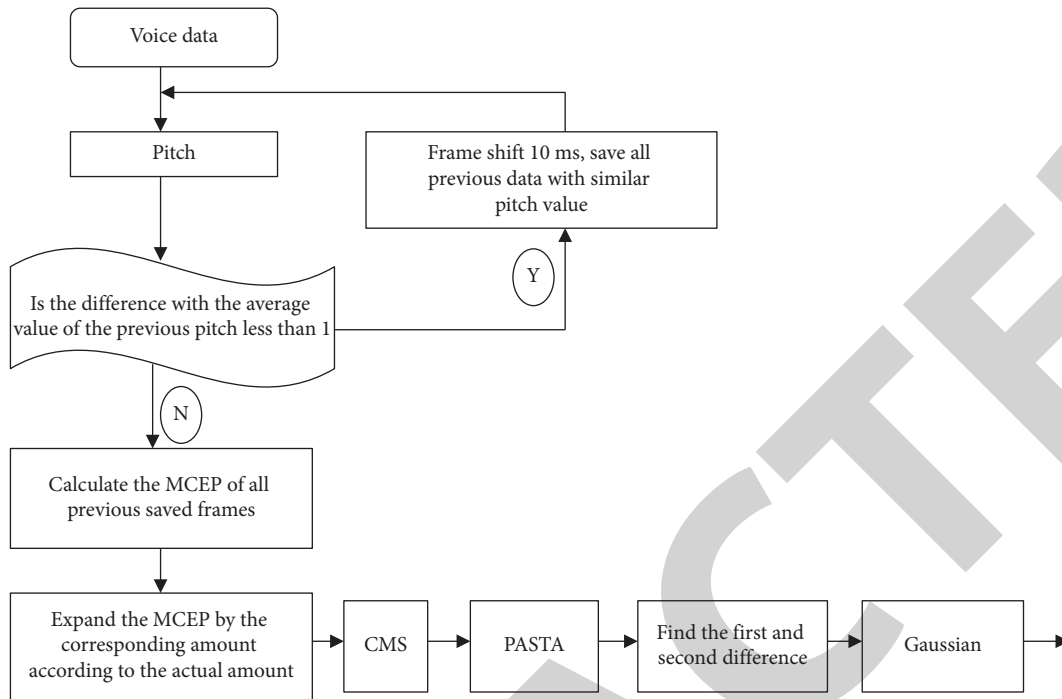 Voice data
Pitch
Frame shift 10 ms, save all
previous data with similar
pitch value
Y
Is the difference with the average
value of the previous pitch less than 1
N
Calculate the MCEP of all
previous saved frames
Expand the MCEP by the
corresponding amount
according to the actual amount
CMS
PASTA
Find the first and
second difference
Gaussian